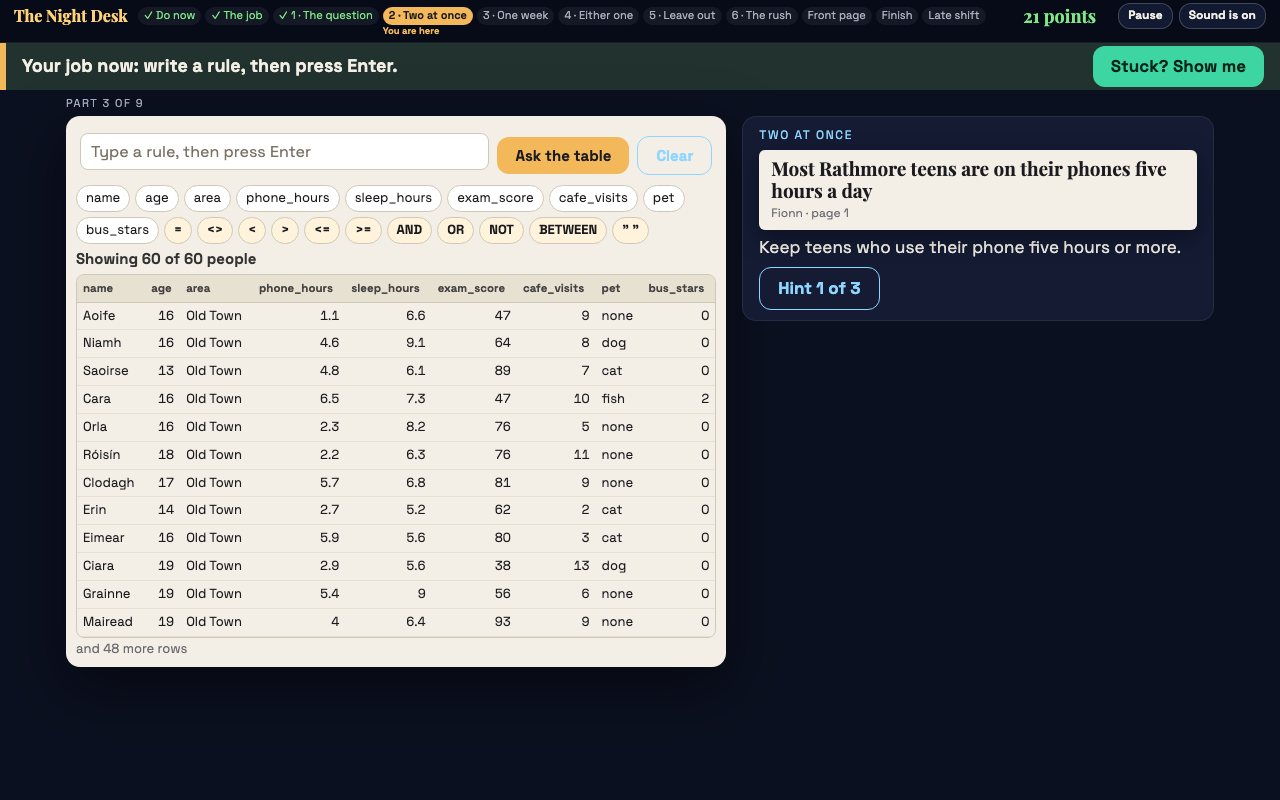 The Night Desk ✓ Do now ✓ The job ✓ 1 · The question 2 · Two at once 3 · One week 4 · Either one 5 · Leave out 6 · The rush Front page Finish Late shift 21 points Pause Sound is on
You are here
Your job now: write a rule, then press Enter. Stuck? Show me
PART 3 OF 9
Type a rule, then press Enter Ask the table Clear
name age area phone_hours sleep_hours exam_score cafe_visits pet
bus_stars = <> < > <= >= AND OR NOT BETWEEN " "
Showing 60 of 60 people
name age area phone_hours sleep_hours exam_score cafe_visits pet bus_stars
Aoife 16 Old Town 1.1 6.6 47 9 none 0
Niamh 16 Old Town 4.6 9.1 64 8 dog 0
Saoirse 13 Old Town 4.8 6.1 89 7 cat 0
Cara 16 Old Town 6.5 7.3 47 10 fish 2
Orla 16 Old Town 2.3 8.2 76 5 none 0
Róisín 18 Old Town 2.2 6.3 76 11 none 0
Clodagh 17 Old Town 5.7 6.8 81 9 none 0
Erin 14 Old Town 2.7 5.2 62 2 cat 0
Eimear 16 Old Town 5.9 5.6 80 3 cat 0
Ciara 19 Old Town 2.9 5.6 38 13 dog 0
Grainne 19 Old Town 5.4 9 56 6 none 0
Mairead 19 Old Town 4 6.4 93 9 none 0
and 48 more rows
TWO AT ONCE
Most Rathmore teens are on their phones five
hours a day
Fionn · page 1
Keep teens who use their phone five hours or more.
Hint 1 of 3